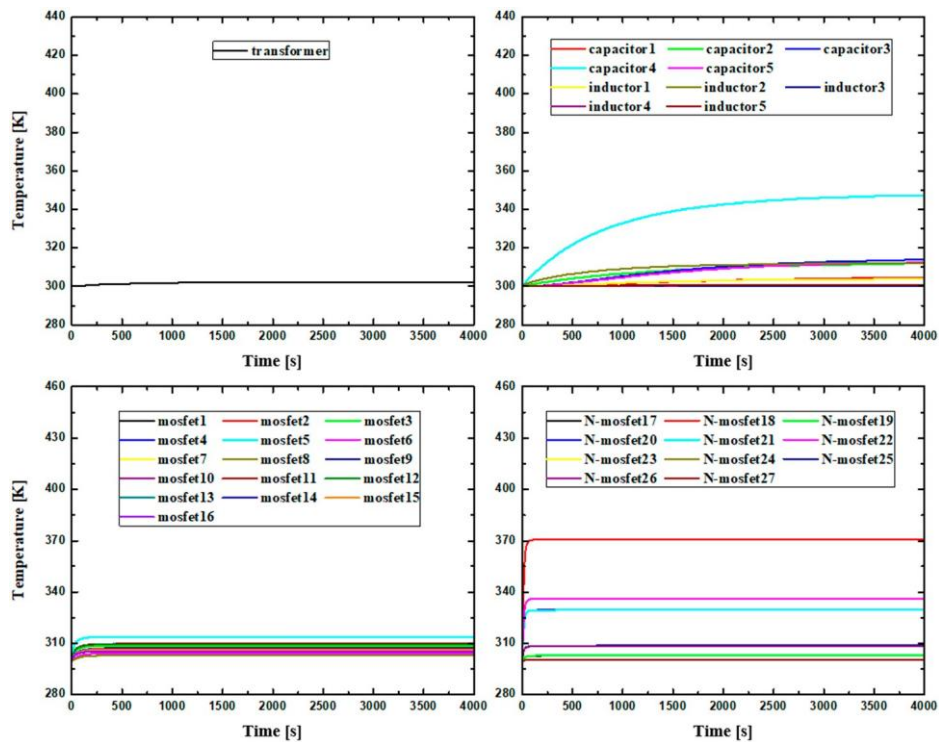 440
420
400
380
360
340
320
300
280
Temperature [K]
transformer
0 500 1000 1500 2000 2500 3000 3500 4000
Time [s]
440
420
400
380
360
340
320
300
280
capacitor1 capacitor2 capacitor3
capacitor4 capacitor5
inductor1 inductor2 inductor3
inductor4 inductor5
0 500 1000 1500 2000 2500 3000 3500 4000
Time [s]
460
430
400
370
340
310
280
Temperature [K]
mosfet1 mosfet2 mosfet3
mosfet4 mosfet5 mosfet6
mosfet7 mosfet8 mosfet9
mosfet10 mosfet11 mosfet12
mosfet13 mosfet14 mosfet15
mosfet16
0 500 1000 1500 2000 2500 3000 3500 4000
Time [s]
460
430
400
370
340
310
280
N-mosfet17 N-mosfet18 N-mosfet19
N-mosfet20 N-mosfet21 N-mosfet22
N-mosfet23 N-mosfet24 N-mosfet25
N-mosfet26 N-mosfet27
0 500 1000 1500 2000 2500 3000 3500 4000
Time [s]